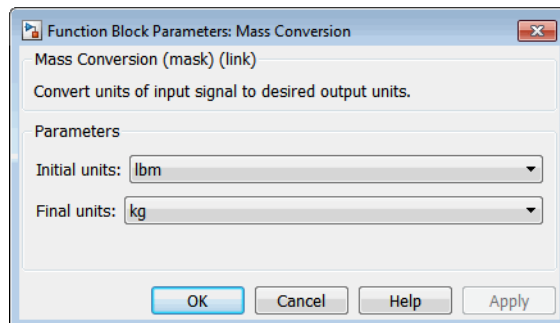 Function Block Parameters: Mass Conversion
Mass Conversion (mask) (link)
Convert units of input signal to desired output units.
Parameters
Initial units: lbm
Final units: kg
OK Cancel Help Apply